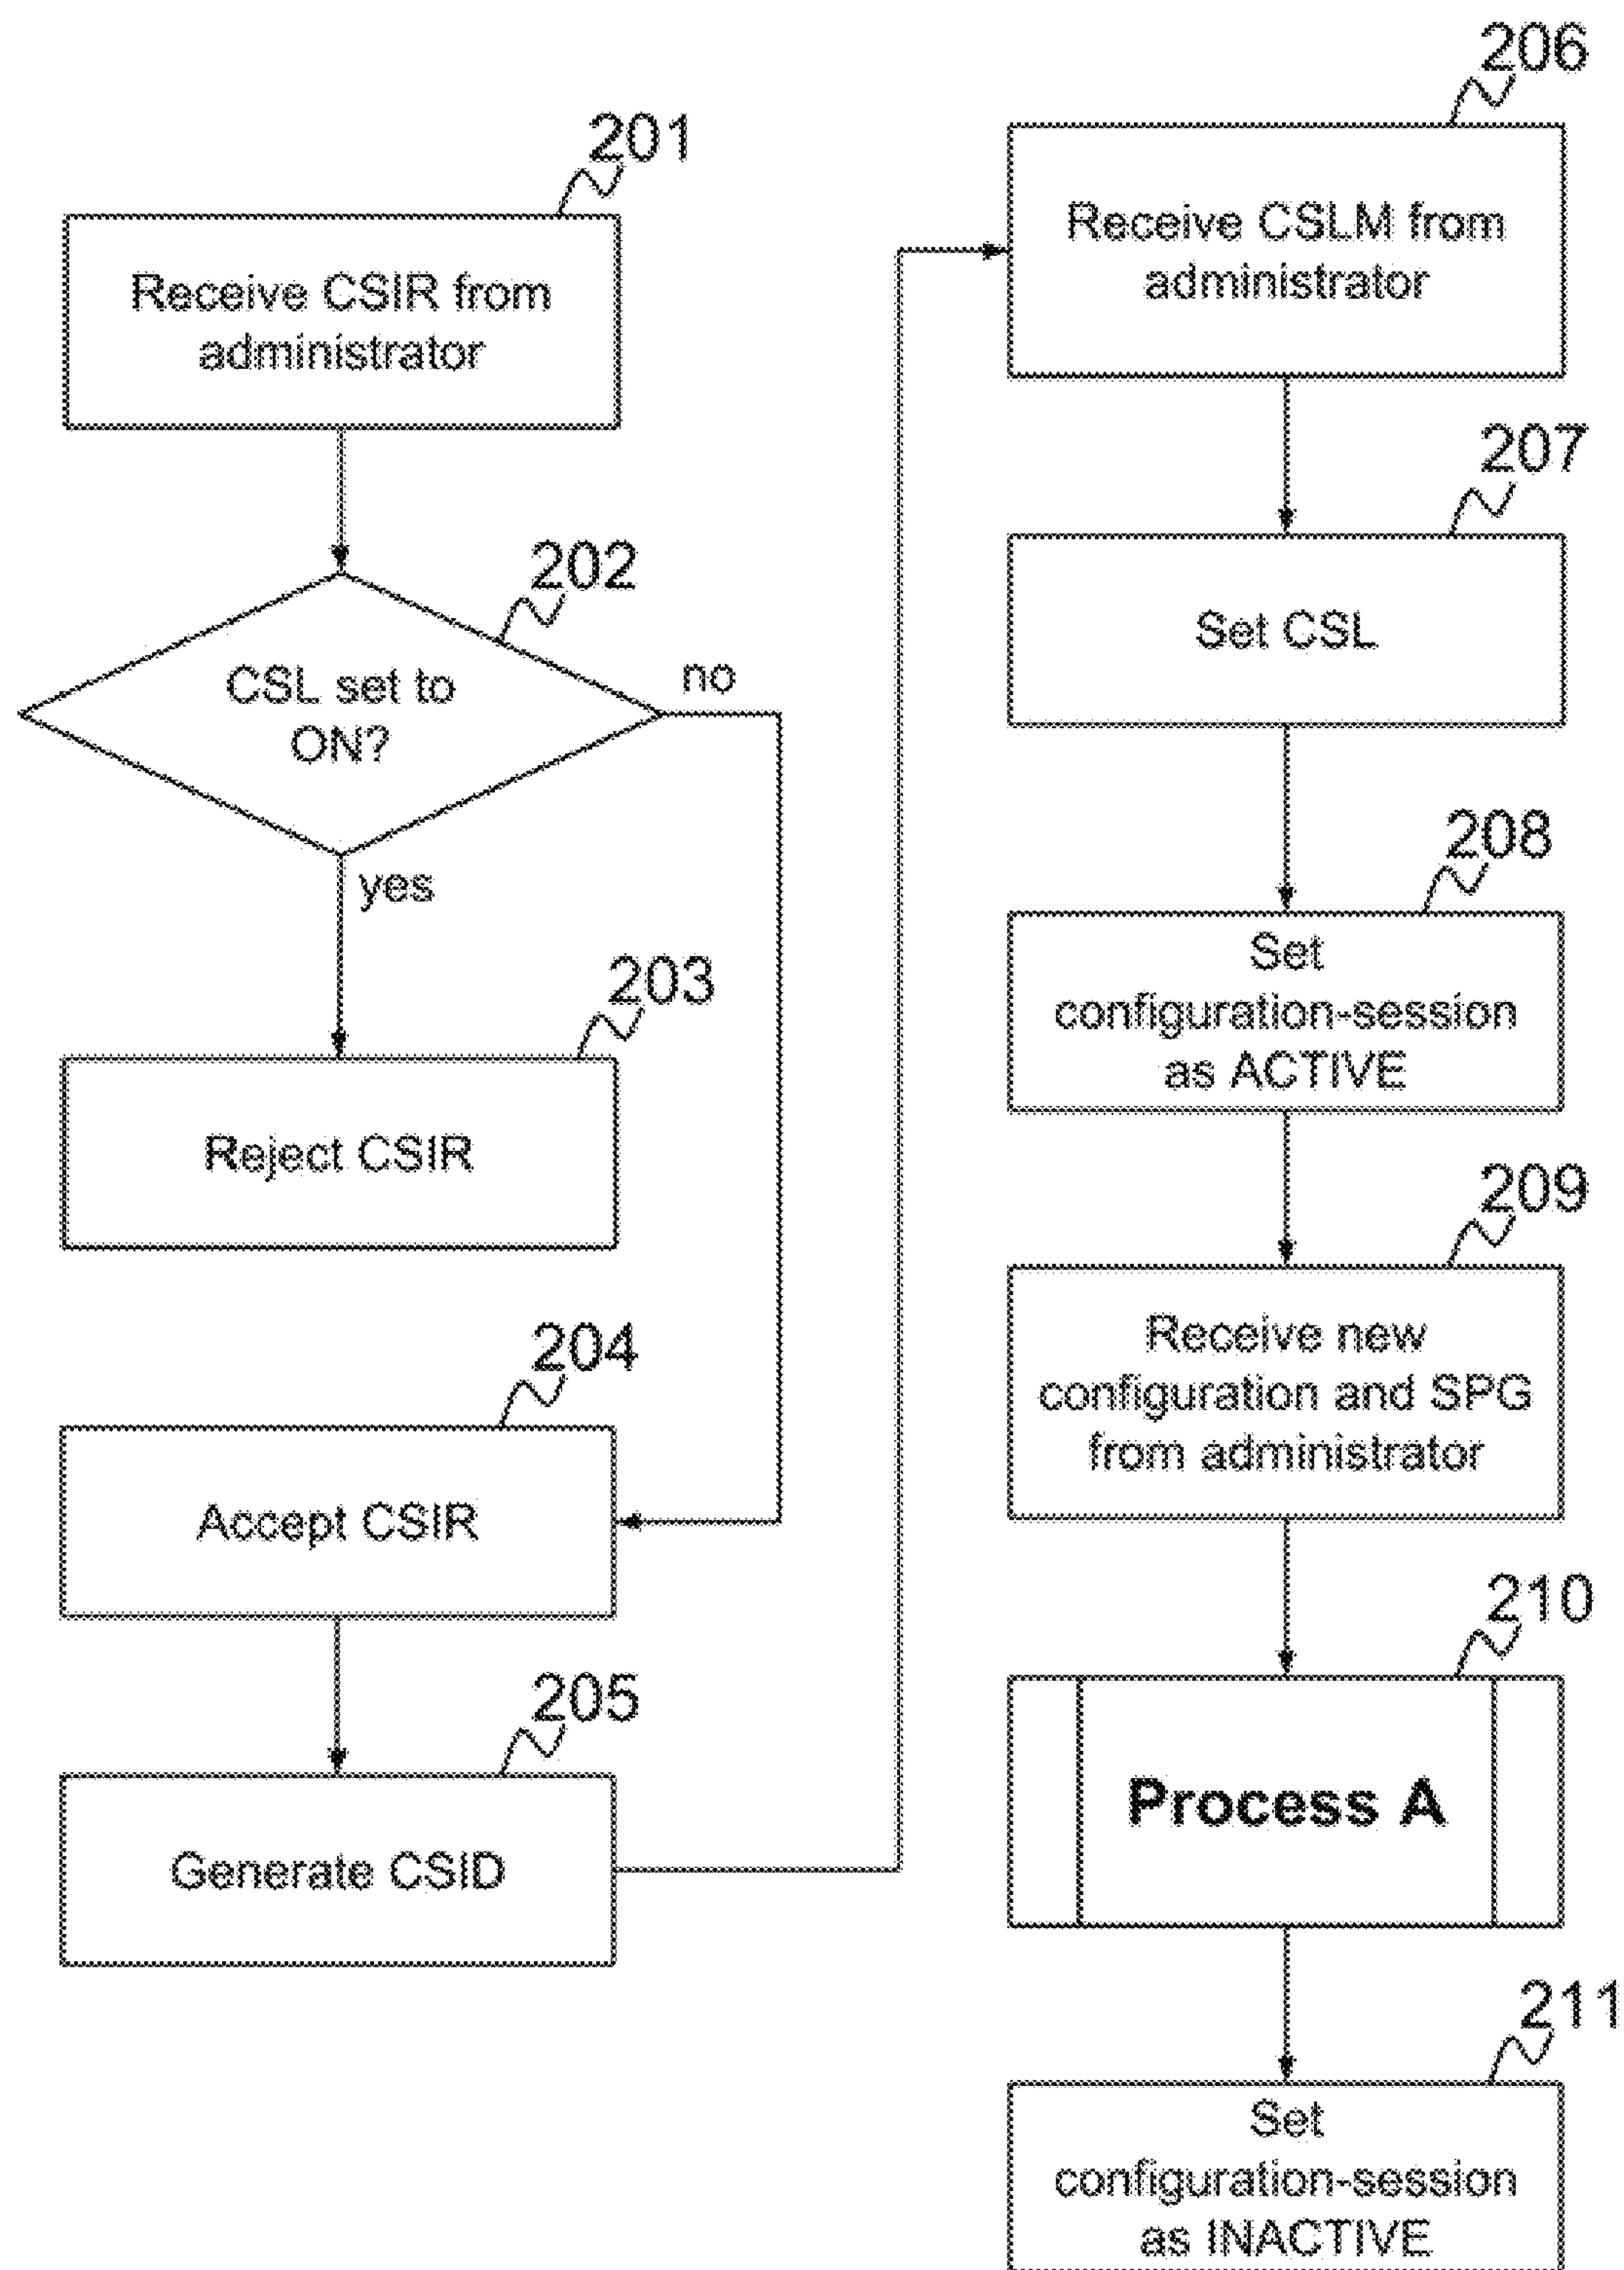 201
Receive CSIR from
administrator
202
CSL set to
ON?
no
yes
203
Reject CSIR
204
Accept CSIR
205
Generate CSID
206
Receive CSLM from
administrator
207
Set CSL
208
Set
configuration-session
as ACTIVE
209
Receive new
configuration and SPG
from administrator
210
Process A
211
Set
configuration-session
as INACTIVE